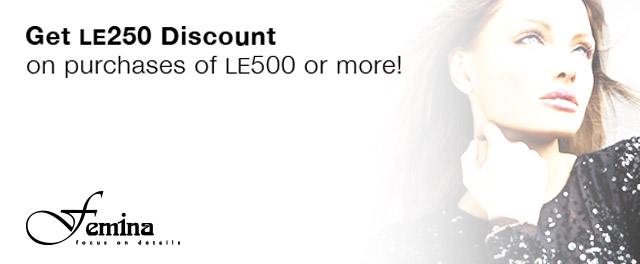 Get LE250 Discount
on purchases of LE500 or more!
Femina
focus on details